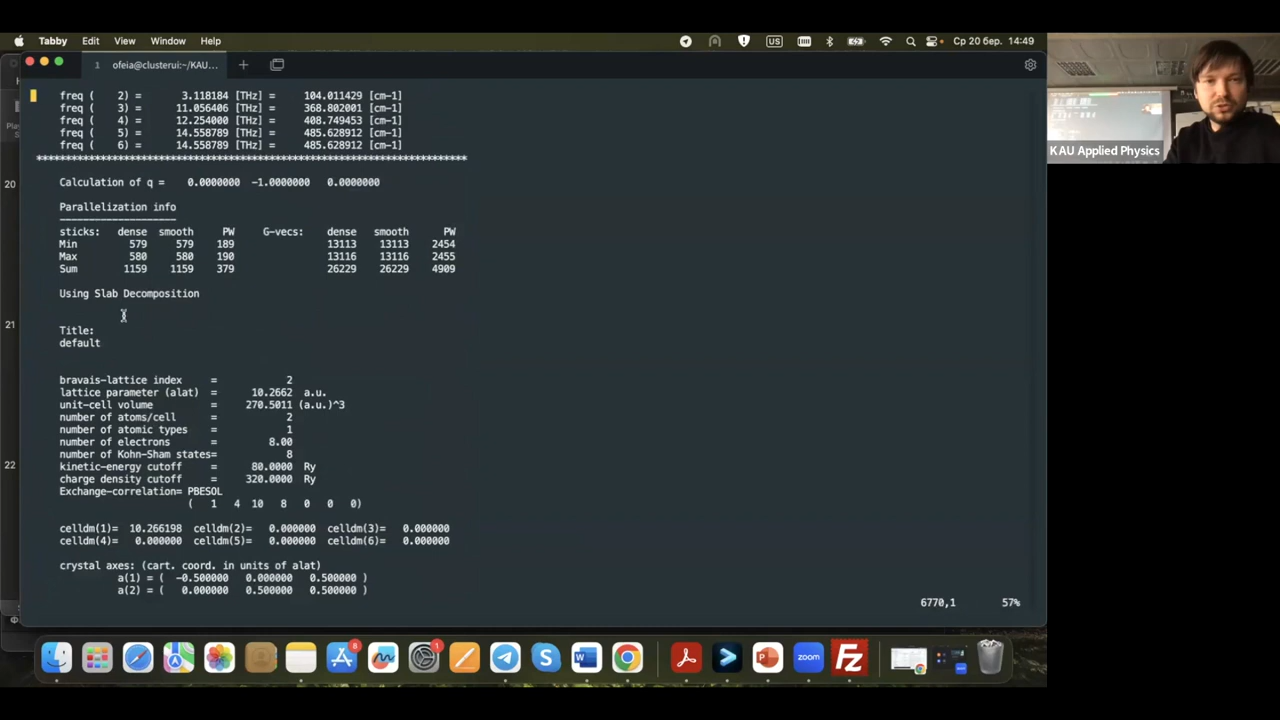 Tabby Edit View Window Help US Ср 20 бер. 14:49
1 ofeia@clusterui:~/KAU...
freq ( 2) = 3.118184 [THz] = 104.011429 [cm-1]
freq ( 3) = 11.056406 [THz] = 368.802001 [cm-1]
freq ( 4) = 12.254000 [THz] = 408.749453 [cm-1]
freq ( 5) = 14.558789 [THz] = 485.628912 [cm-1]
freq ( 6) = 14.558789 [THz] = 485.628912 [cm-1]
**************************************************************************
Calculation of q = 0.0000000 -1.0000000 0.0000000
Parallelization info
--------------------
sticks: dense smooth PW G-vecs: dense smooth PW
Min 579 579 189 13113 13113 2454
Max 580 580 190 13116 13116 2455
Sum 1159 1159 379 26229 26229 4909
Using Slab Decomposition
Title:
default
bravais-lattice index = 2
lattice parameter (alat) = 10.2662 a.u.
unit-cell volume = 270.5011 (a.u.)^3
number of atoms/cell = 2
number of atomic types = 1
number of electrons = 8.00
number of Kohn-Sham states= 8
kinetic-energy cutoff = 80.0000 Ry
charge density cutoff = 320.0000 Ry
Exchange-correlation= PBESOL
( 1 4 10 8 0 0 0)
celldm(1)= 10.266198 celldm(2)= 0.000000 celldm(3)= 0.000000
celldm(4)= 0.000000 celldm(5)= 0.000000 celldm(6)= 0.000000
crystal axes: (cart. coord. in units of alat)
a(1) = ( -0.500000 0.000000 0.500000 )
a(2) = ( 0.000000 0.500000 0.500000 )
6770,1 57%
20
21
22
KAU Applied Physics
8
1
zoom